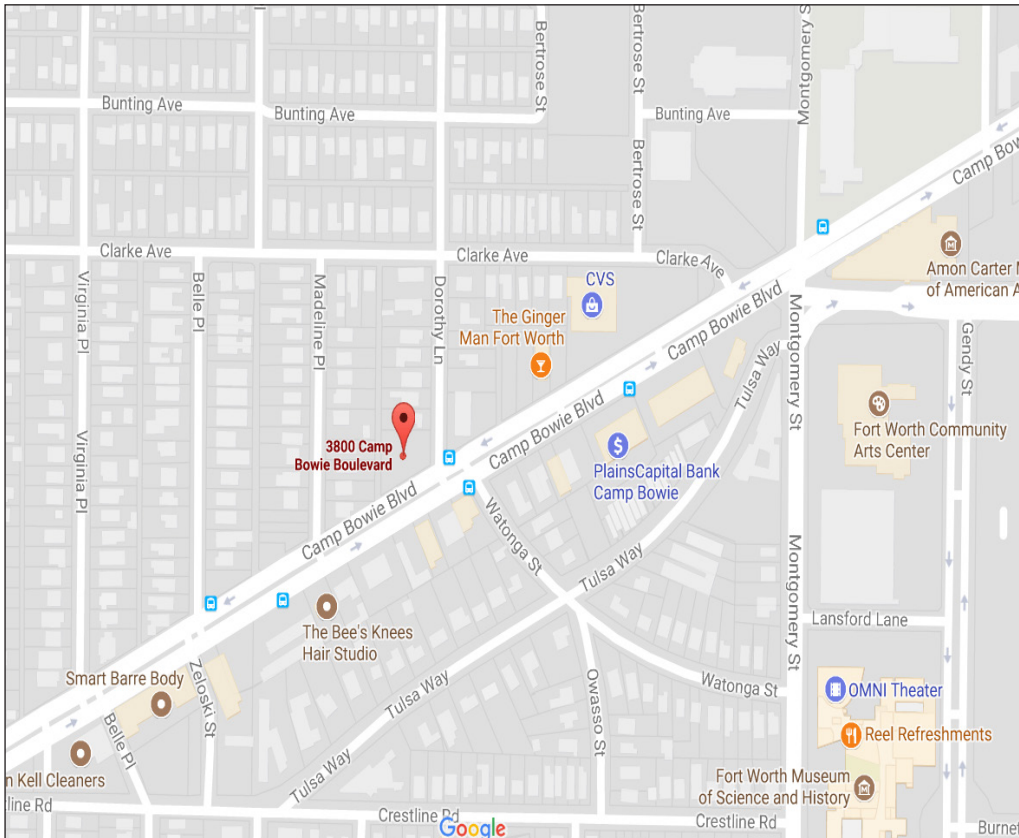 Bertrose St
Bertrose St
Montgomery S
Bunting Ave
Bunting Ave
Bunting Ave
Bertrose St
Camp Bowie Blvd
Camp Bow
Clarke Ave
Clarke Ave
Clarke Ave
Amon Carter M
of American A
Virginia Pl
Belle Pl
Madeline Pl
Dorothy Ln
CVS
The Ginger
Man Fort Worth
Camp Bowie Blvd
Montgomery St
Tulsa Way
Gendy St
3800 Camp
Bowie Boulevard
Camp Bowie Blvd
Fort Worth Community
Arts Center
Virginia Pl
PlainsCapital Bank
Camp Bowie
Camp Bowie Blvd
Watonga St
Tulsa Way
Montgomery St
Lansford Lane
The Bee's Knees
Hair Studio
Smart Barre Body
Zeloski St
Tulsa Way
Owasso St
Watonga St
OMNI Theater
Reel Refreshments
Belle Pl
n Kell Cleaners
Tulsa Way
Fort Worth Museum
of Science and History
line Rd
Crestline Rd
Google
Burnet